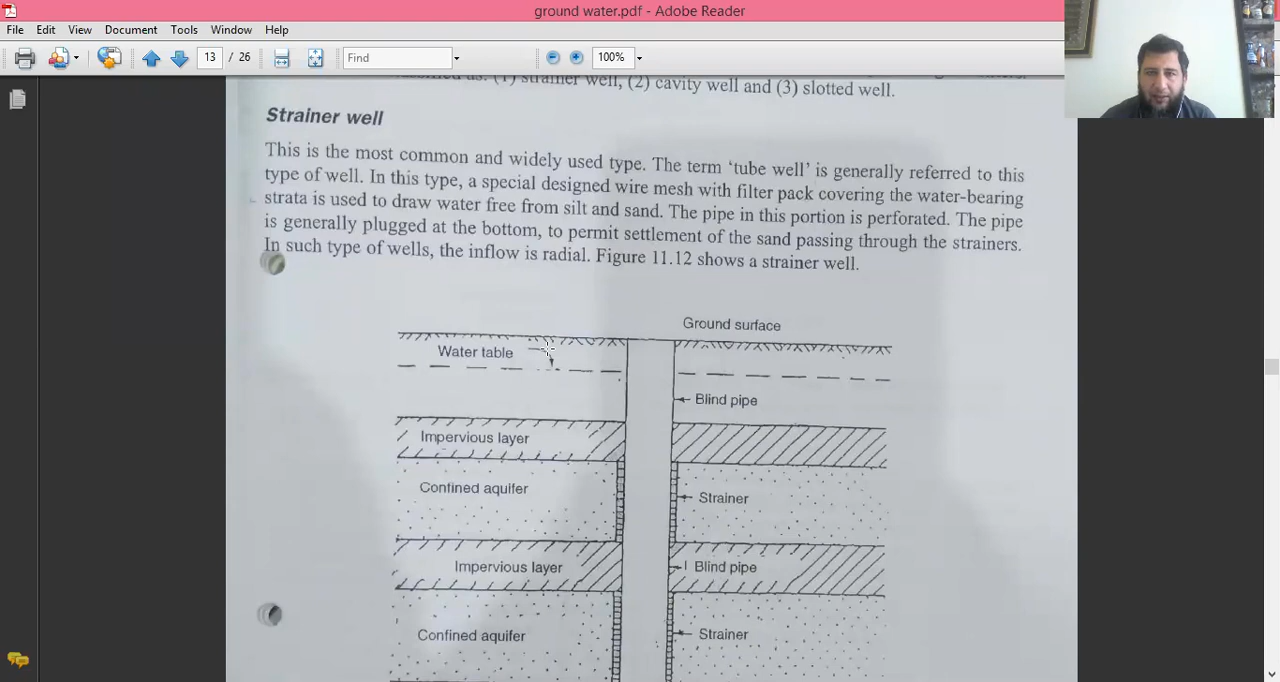 ground water.pdf - Adobe Reader
File Edit View Document Tools Window Help
13 / 26 Find 100%
(1) strainer well, (2) cavity well and (3) slotted well.
Strainer well
This is the most common and widely used type. The term ‘tube well’ is generally referred to this
type of well. In this type, a special designed wire mesh with filter pack covering the water-bearing
strata is used to draw water free from silt and sand. The pipe in this portion is perforated. The pipe
is generally plugged at the bottom, to permit settlement of the sand passing through the strainers.
In such type of wells, the inflow is radial. Figure 11.12 shows a strainer well.
Ground surface
Water table
Blind pipe
Impervious layer
Confined aquifer
Strainer
Impervious layer
Blind pipe
Confined aquifer
Strainer